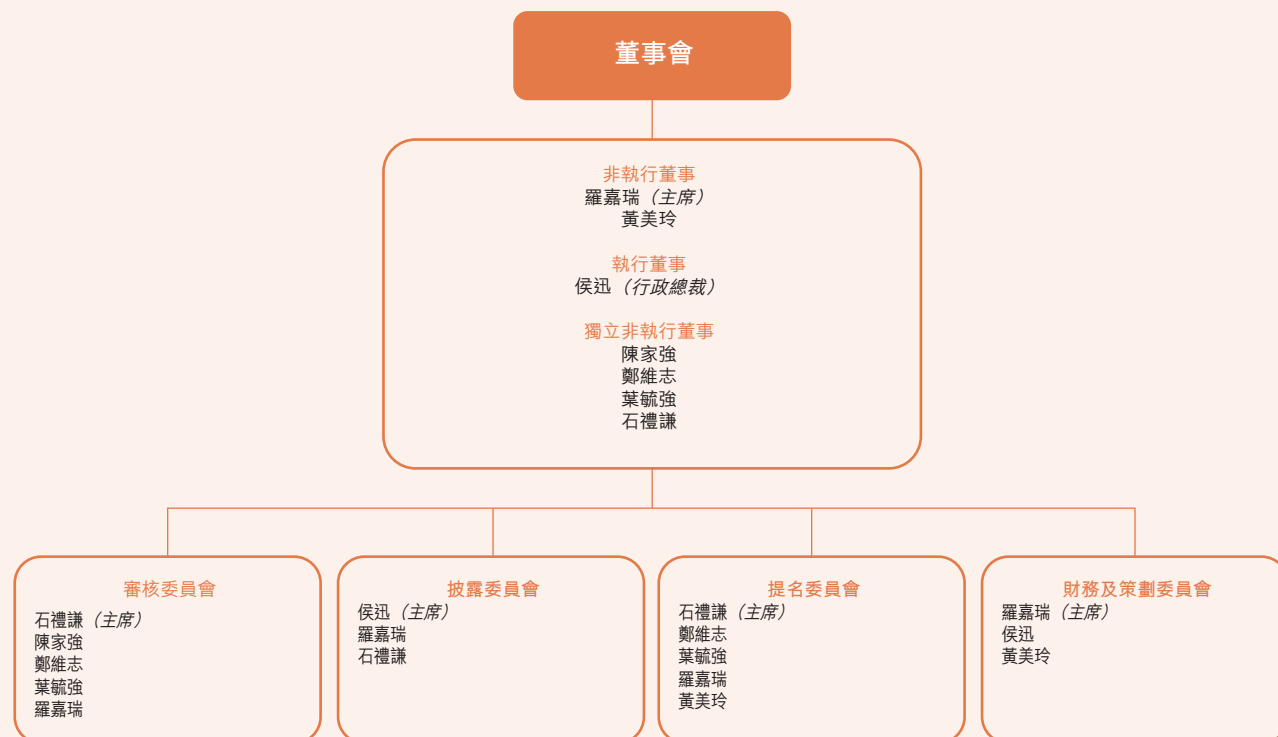 董事會
非執行董事
羅嘉瑞（主席）
黃美玲
執行董事
侯迅（行政總裁）
獨立非執行董事
陳家強
鄭維志
葉毓強
石禮謙
審核委員會
石禮謙（主席）
陳家強
鄭維志
葉毓強
羅嘉瑞
披露委員會
侯迅（主席）
羅嘉瑞
石禮謙
提名委員會
石禮謙（主席）
鄭維志
葉毓強
羅嘉瑞
黃美玲
財務及策劃委員會
羅嘉瑞（主席）
侯迅
黃美玲